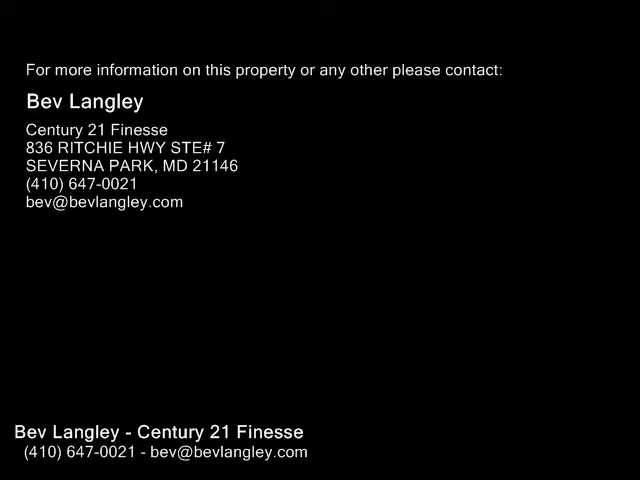 For more information on this property or any other please contact:
Bev Langley
Century 21 Finesse
836 RITCHIE HWY STE# 7
SEVERNA PARK, MD 21146
(410) 647-0021
bev@bevlangley.com
Bev Langley - Century 21 Finesse
(410) 647-0021 - bev@bevlangley.com